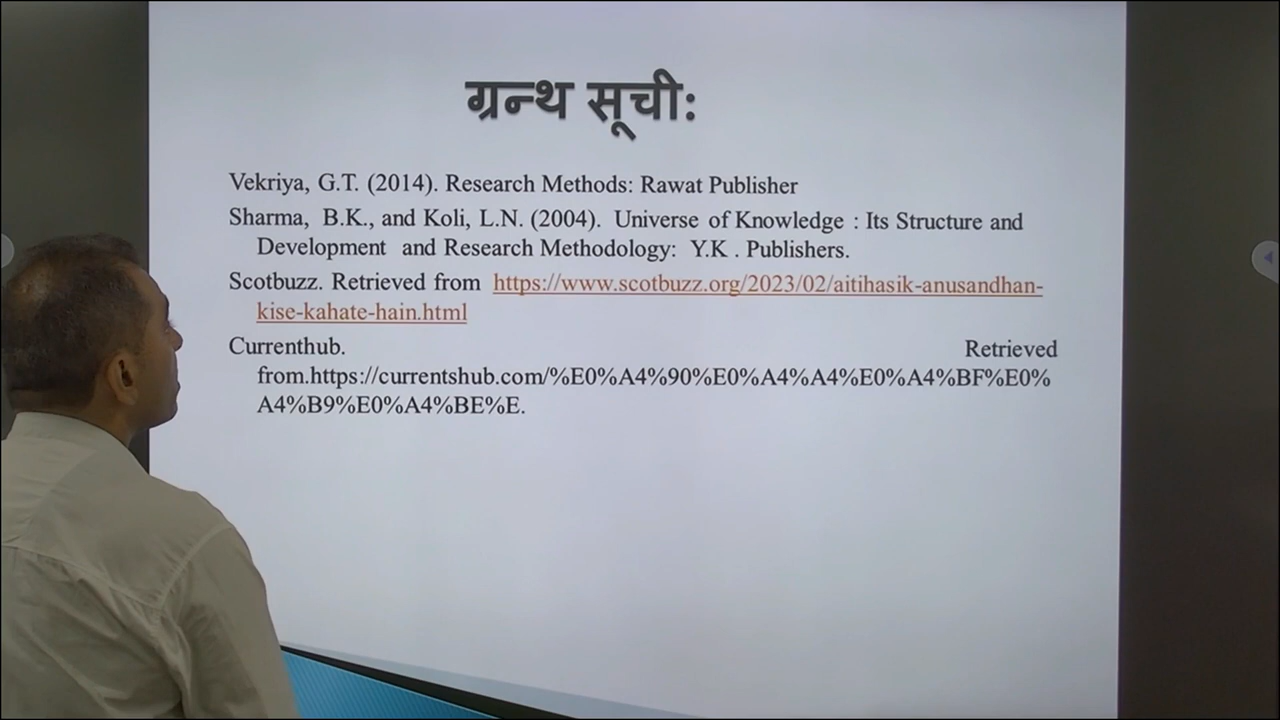 ग्रन्थ सूची:
Vekriya, G.T. (2014). Research Methods: Rawat Publisher
Sharma, B.K., and Koli, L.N. (2004). Universe of Knowledge : Its Structure and
Development and Research Methodology: Y.K . Publishers.
Scotbuzz. Retrieved from https://www.scotbuzz.org/2023/02/aitihasik-anusandhan-
kise-kahate-hain.html
Currenthub. Retrieved
from.https://currentshub.com/%E0%A4%90%E0%A4%A4%E0%A4%BF%E0%
A4%B9%E0%A4%BE%E.